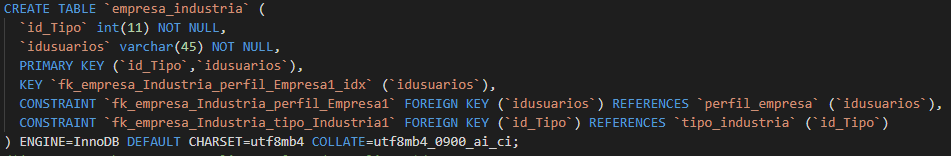 CREATE TABLE `empresa_industria` (
`id_Tipo` int(11) NOT NULL,
`idusuarios` varchar(45) NOT NULL,
PRIMARY KEY (`id_Tipo`,`idusuarios`),
KEY `fk_empresa_Industria_perfil_Empresa1_idx` (`idusuarios`),
CONSTRAINT `fk_empresa_Industria_perfil_Empresa1` FOREIGN KEY (`idusuarios`) REFERENCES `perfil_empresa` (`idusuarios`),
CONSTRAINT `fk_empresa_Industria_tipo_Industria1` FOREIGN KEY (`id_Tipo`) REFERENCES `tipo_industria` (`id_Tipo`)
) ENGINE=InnoDB DEFAULT CHARSET=utf8mb4 COLLATE=utf8mb4_0900_ai_ci;